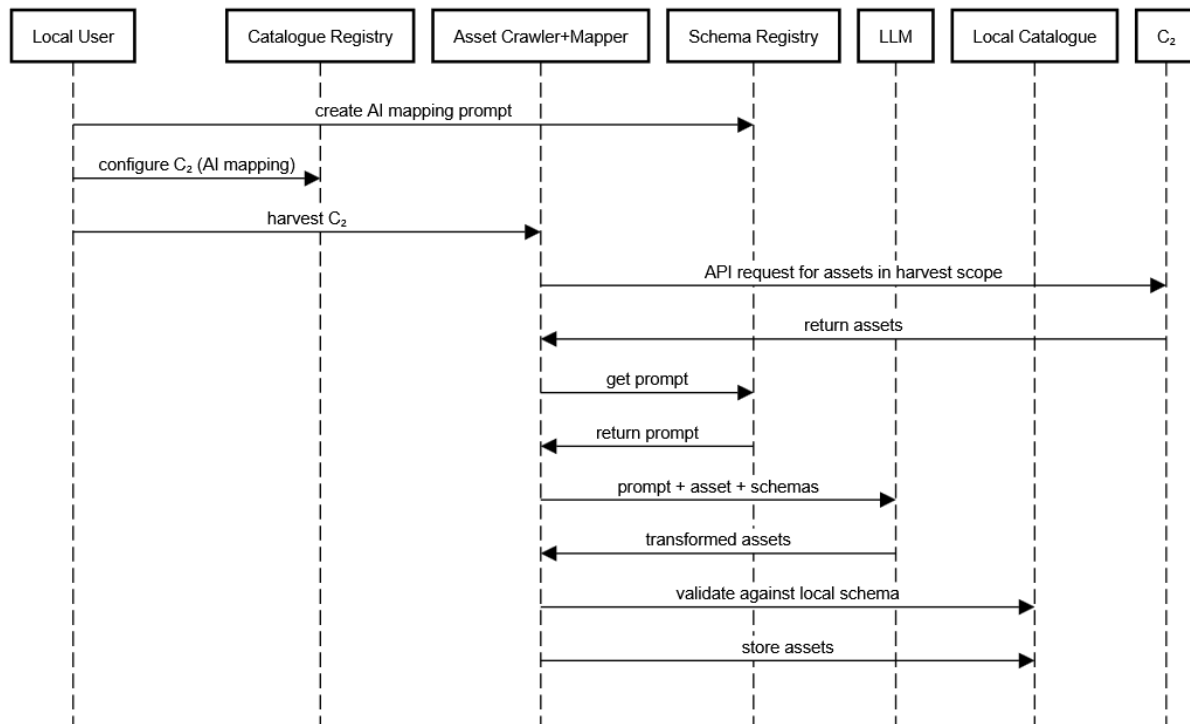 Local User
Catalogue Registry
Asset Crawler+Mapper
Schema Registry
LLM
Local Catalogue
C₂
create AI mapping prompt
configure C₂ (AI mapping)
harvest C₂
API request for assets in harvest scope
return assets
get prompt
return prompt
prompt + asset + schemas
transformed assets
validate against local schema
store assets